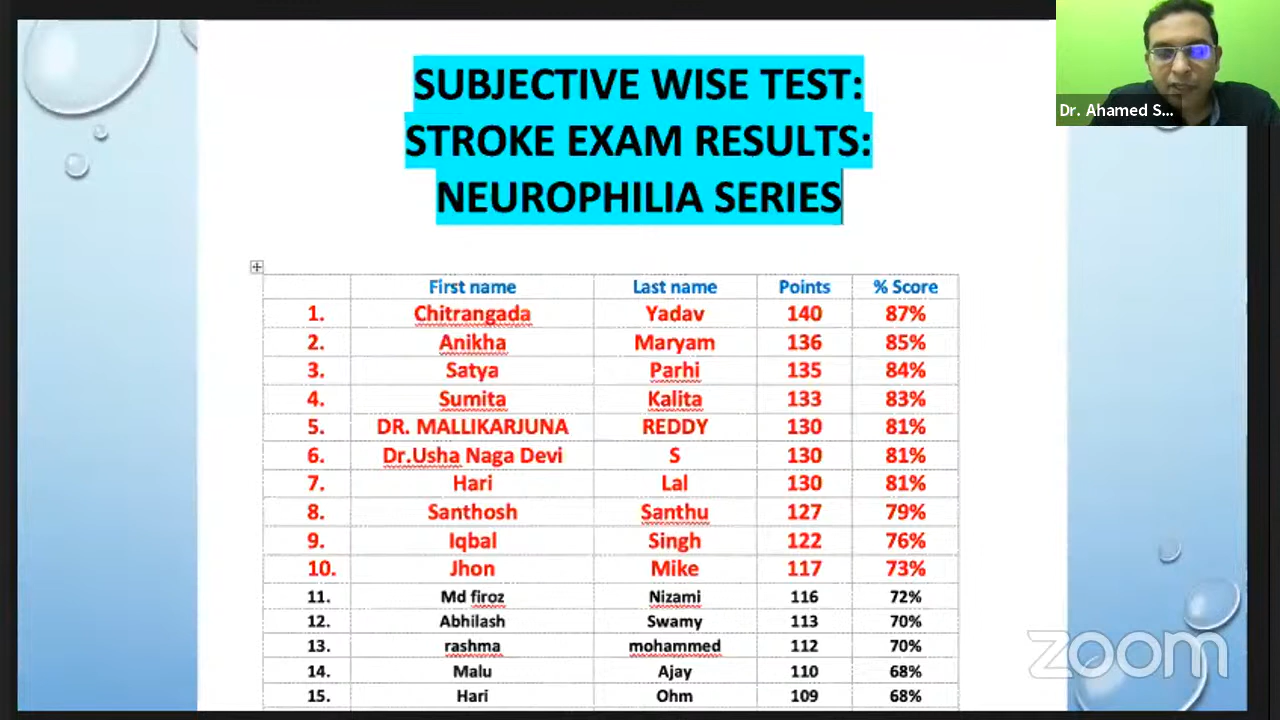 SUBJECTIVE WISE TEST:
STROKE EXAM RESULTS:
NEUROPHILIA SERIES
Dr. Ahamed S...
First name Last name Points % Score
1. Chitrangada Yadav 140 87%
2. Anikha Maryam 136 85%
3. Satya Parhi 135 84%
4. Sumita Kalita 133 83%
5. DR. MALLIKARJUNA REDDY 130 81%
6. Dr.Usha Naga Devi S 130 81%
7. Hari Lal 130 81%
8. Santhosh Santhu 127 79%
9. Iqbal Singh 122 76%
10. Jhon Mike 117 73%
11. Md firoz Nizami 116 72%
12. Abhilash Swamy 113 70%
13. rashma mohammed 112 70%
14. Malu Ajay 110 68%
15. Hari Ohm 109 68%
zoom